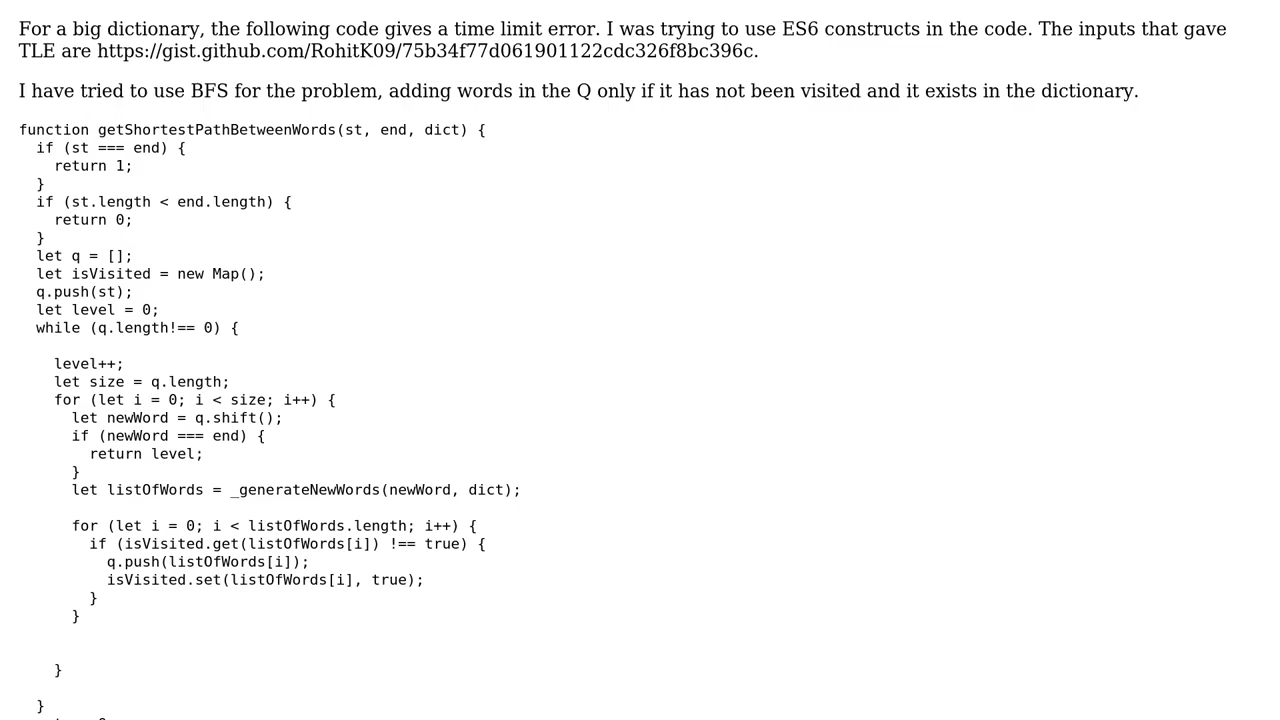 For a big dictionary, the following code gives a time limit error. I was trying to use ES6 constructs in the code. The inputs that gave
TLE are https://gist.github.com/RohitK09/75b34f77d061901122cdc326f8bc396c.
I have tried to use BFS for the problem, adding words in the Q only if it has not been visited and it exists in the dictionary.
function getShortestPathBetweenWords(st, end, dict) {
  if (st === end) {
    return 1;
  }
  if (st.length < end.length) {
    return 0;
  }
  let q = [];
  let isVisited = new Map();
  q.push(st);
  let level = 0;
  while (q.length!== 0) {
    level++;
    let size = q.length;
    for (let i = 0; i < size; i++) {
      let newWord = q.shift();
      if (newWord === end) {
        return level;
      }
      let listOfWords = _generateNewWords(newWord, dict);
      for (let i = 0; i < listOfWords.length; i++) {
        if (isVisited.get(listOfWords[i]) !== true) {
          q.push(listOfWords[i]);
          isVisited.set(listOfWords[i], true);
        }
      }
    }
  }